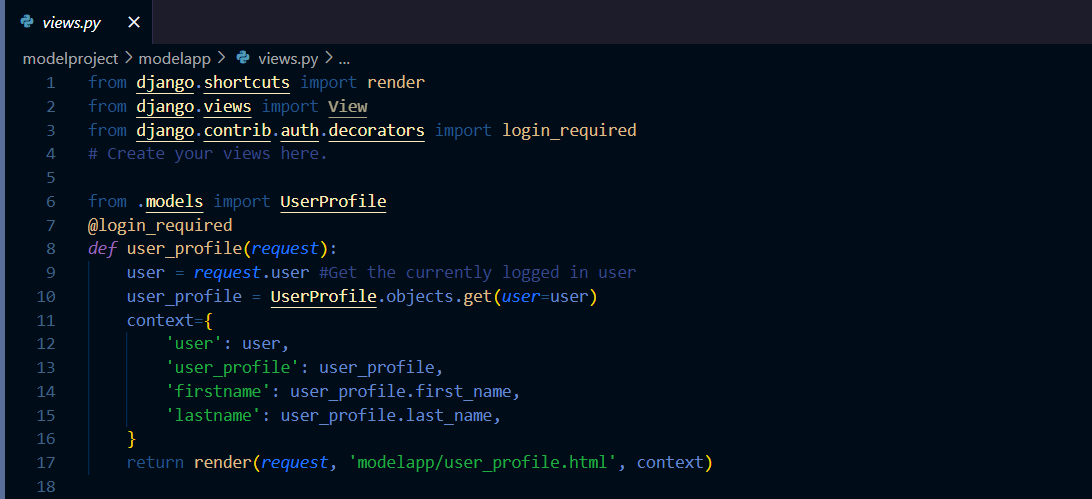 views.py ×
modelproject > modelapp > views.py > ...
1 from django.shortcuts import render
2 from django.views import View
3 from django.contrib.auth.decorators import login_required
4 # Create your views here.
5
6 from .models import UserProfile
7 @login_required
8 def user_profile(request):
9     user = request.user #Get the currently logged in user
10     user_profile = UserProfile.objects.get(user=user)
11     context={
12         'user': user,
13         'user_profile': user_profile,
14         'firstname': user_profile.first_name,
15         'lastname': user_profile.last_name,
16     }
17     return render(request, 'modelapp/user_profile.html', context)
18